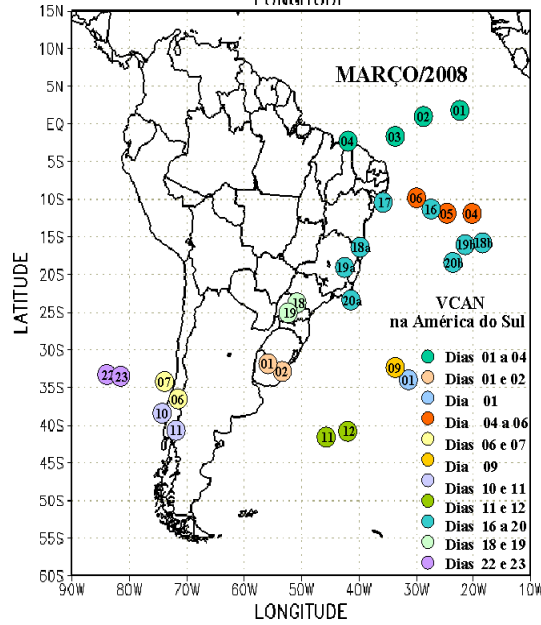 LONGITUDE
15N
10N
5N
EQ
5S
10S
15S
20S
25S
30S
35S
40S
45S
50S
55S
60S
LATITUDE
MARÇO/2008
01
02
03
04
06
16
05
04
17
18a
19a
20a
19b
18b
20b
18
19
01
02
09
01
22
23
07
06
10
11
11
12
VCAN
na América do Sul
Dias 01 a 04
Dias 01 e 02
Dia 01
Dia 04 a 06
Dias 06 e 07
Dia 09
Dias 10 e 11
Dias 11 e 12
Dias 16 a 20
Dias 18 e 19
Dias 22 e 23
90W 80W 70W 60W 50W 40W 30W 20W 10W
LONGITUDE